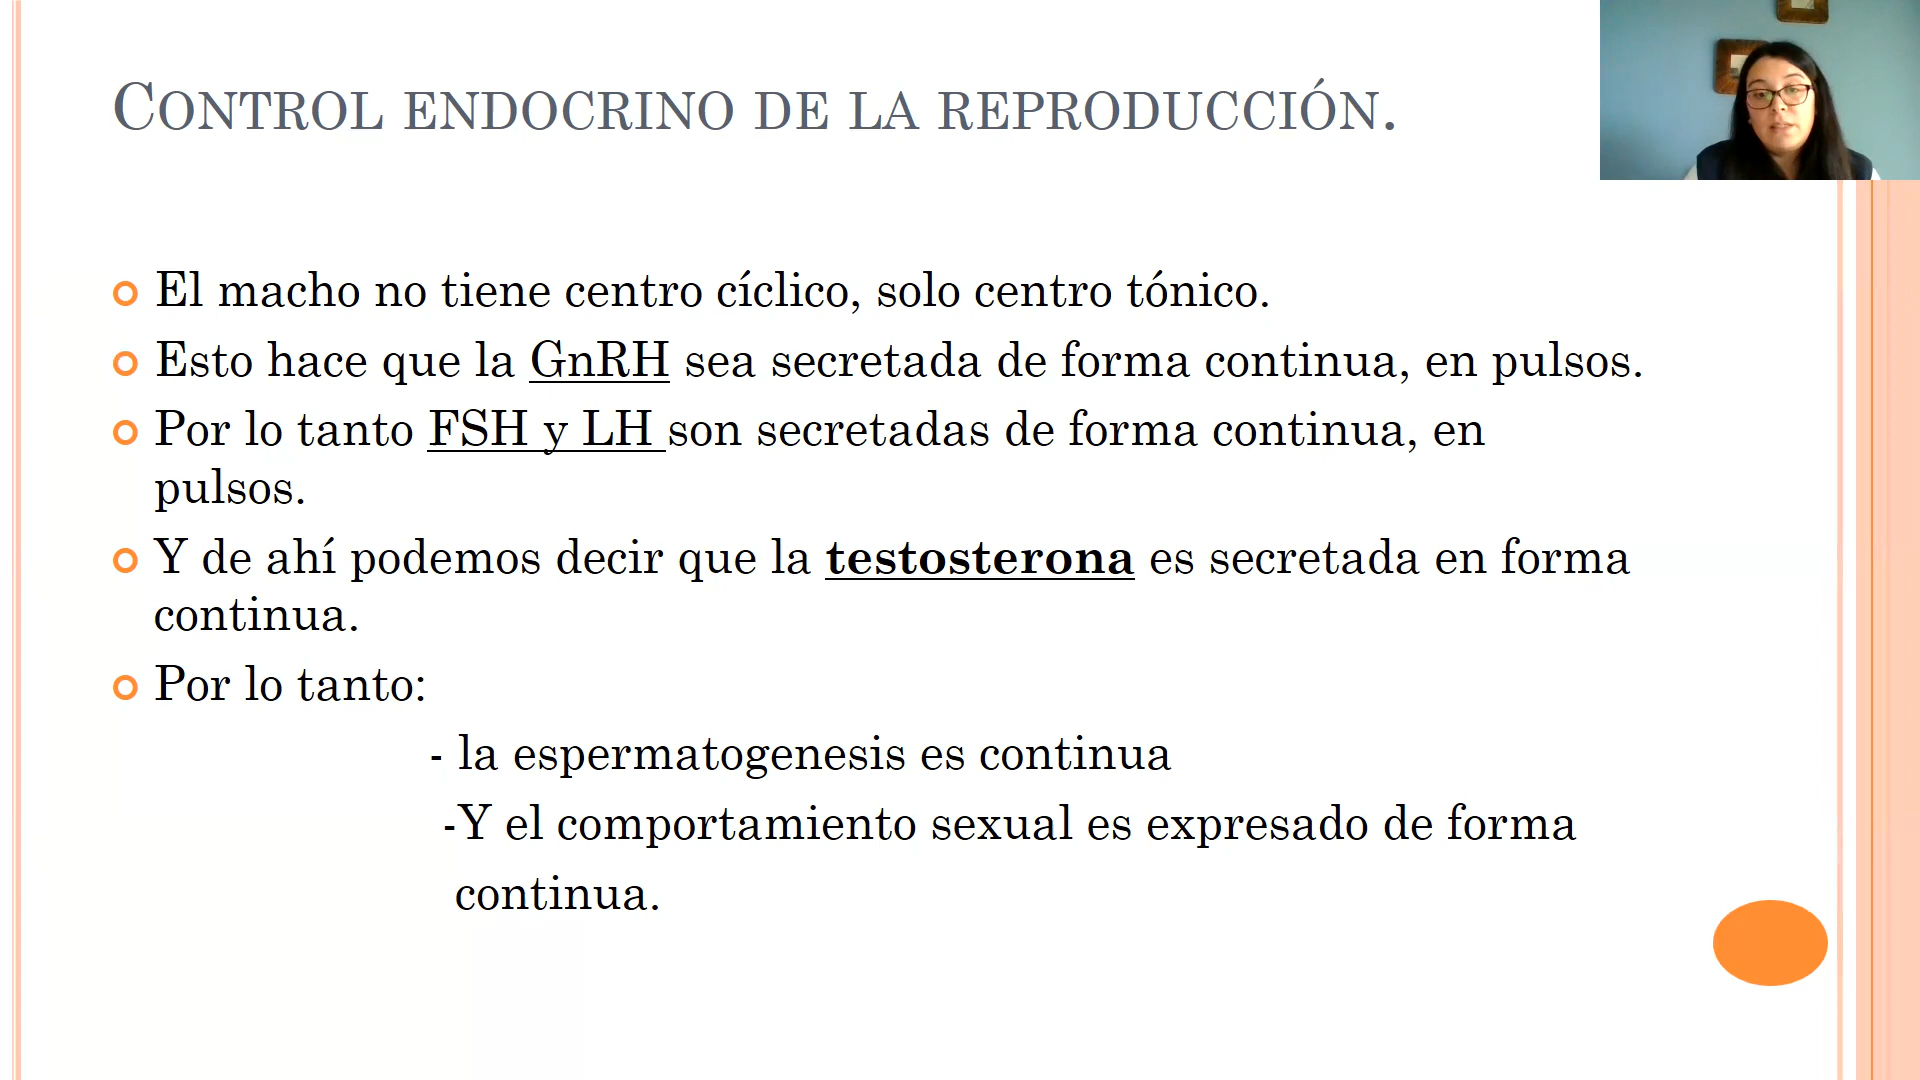 CONTROL ENDOCRINO DE LA REPRODUCCIÓN.
El macho no tiene centro cíclico, solo centro tónico.
Esto hace que la GnRH sea secretada de forma continua, en pulsos.
Por lo tanto FSH y LH son secretadas de forma continua, en
pulsos.
Y de ahí podemos decir que la testosterona es secretada en forma
continua.
Por lo tanto:
- la espermatogenesis es continua
-Y el comportamiento sexual es expresado de forma
continua.